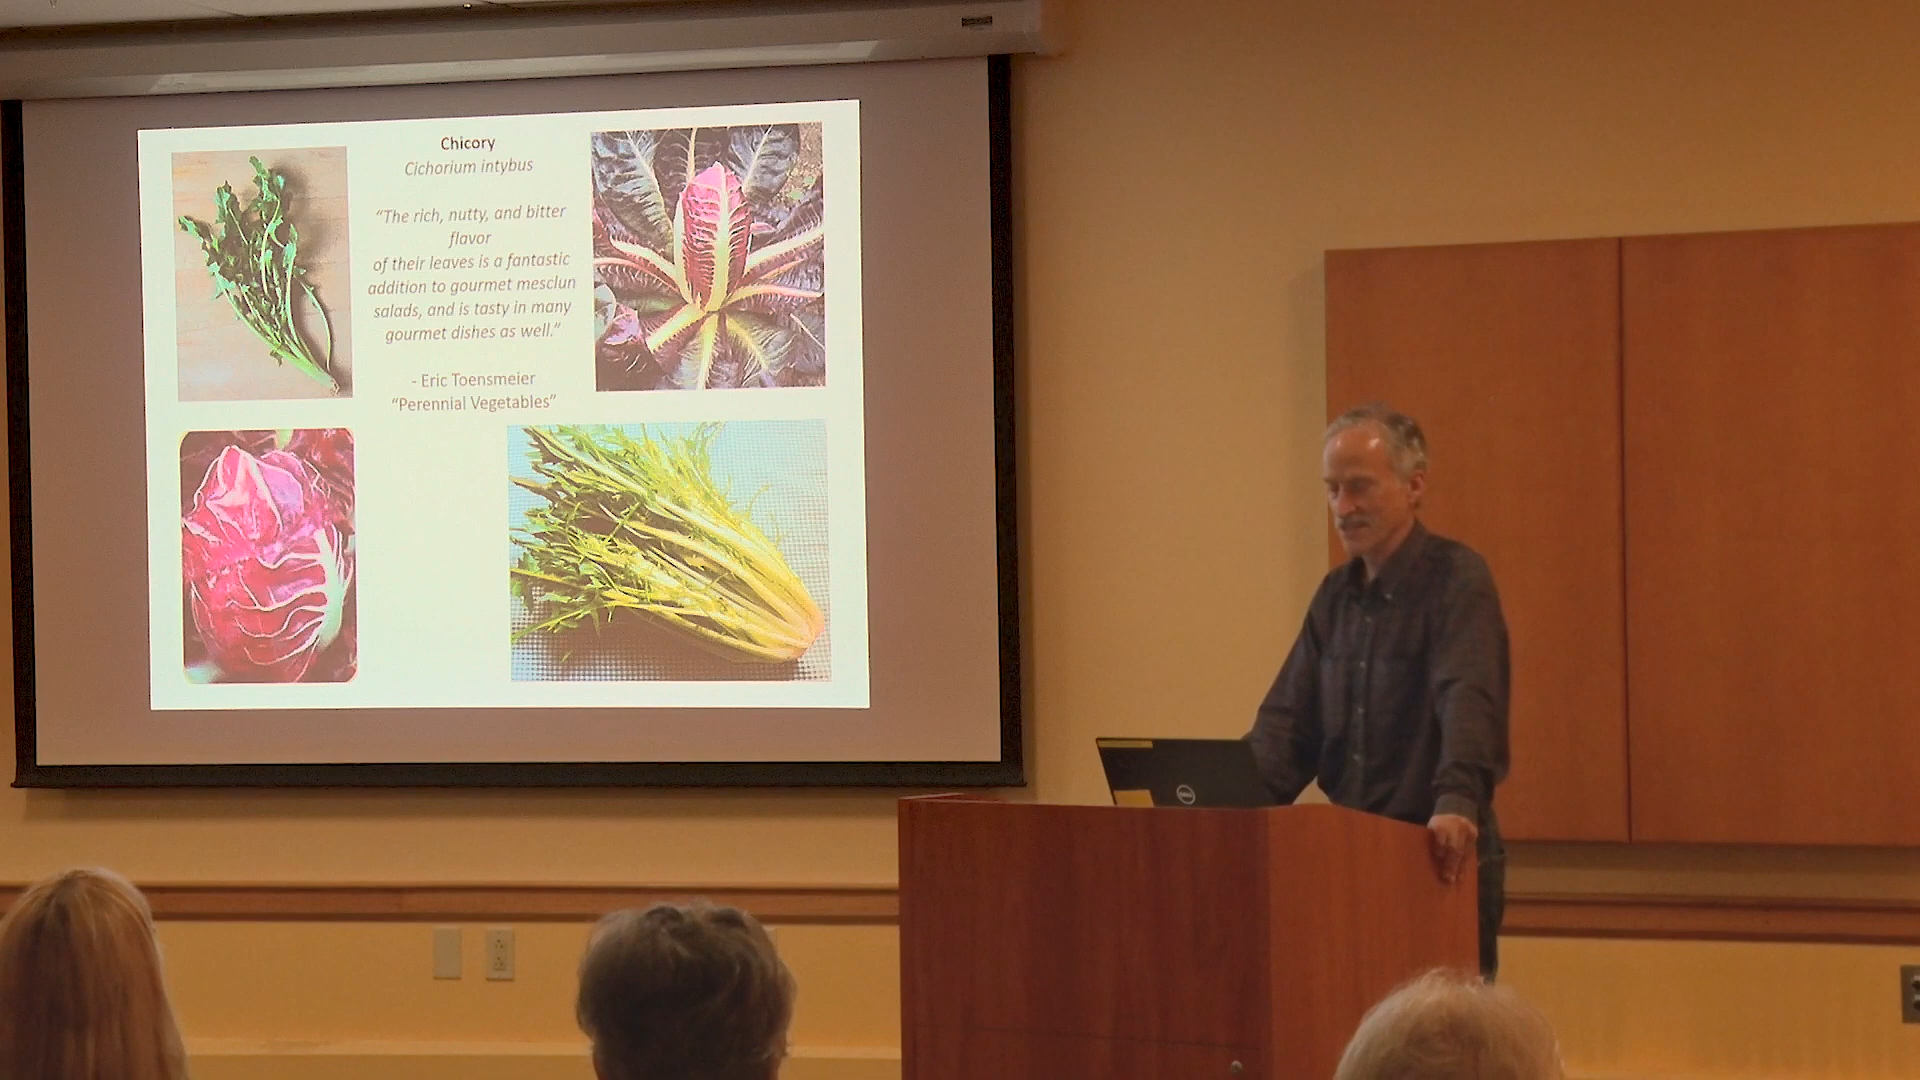 Chicory
Cichorium intybus
“The rich, nutty, and bitter
flavor
of their leaves is a fantastic
addition to gourmet mesclun
salads, and is tasty in many
gourmet dishes as well.”
- Eric Toensmeier
“Perennial Vegetables”
DELL